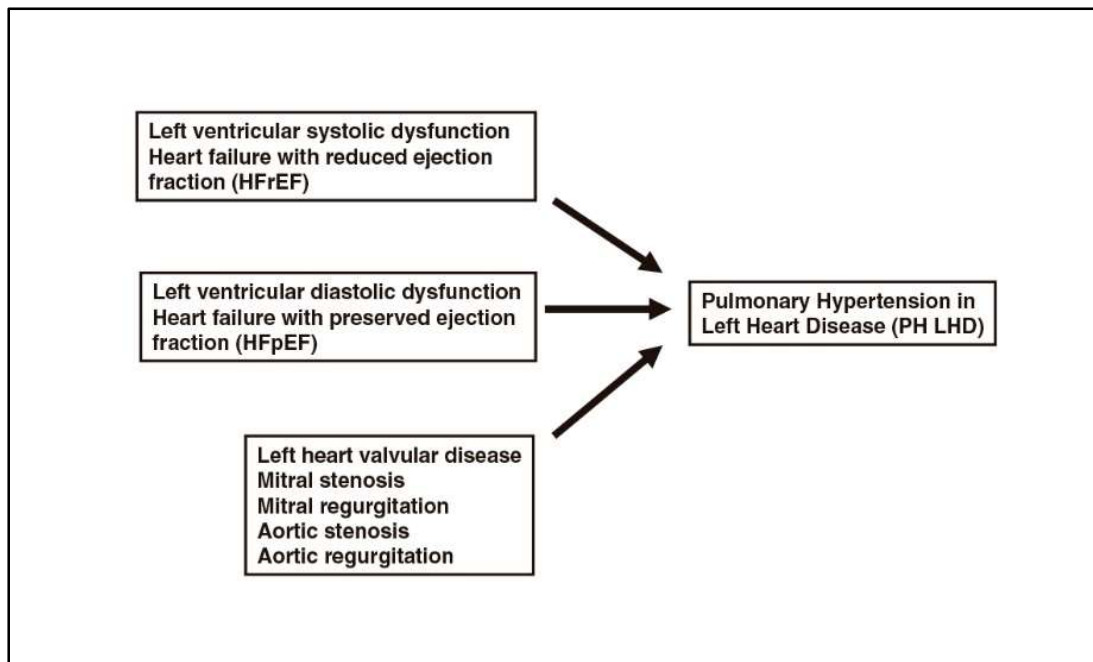 Left ventricular systolic dysfunction
Heart failure with reduced ejection
fraction (HFrEF)
Left ventricular diastolic dysfunction
Heart failure with preserved ejection
fraction (HFpEF)
Left heart valvular disease
Mitral stenosis
Mitral regurgitation
Aortic stenosis
Aortic regurgitation
Pulmonary Hypertension in
Left Heart Disease (PH LHD)